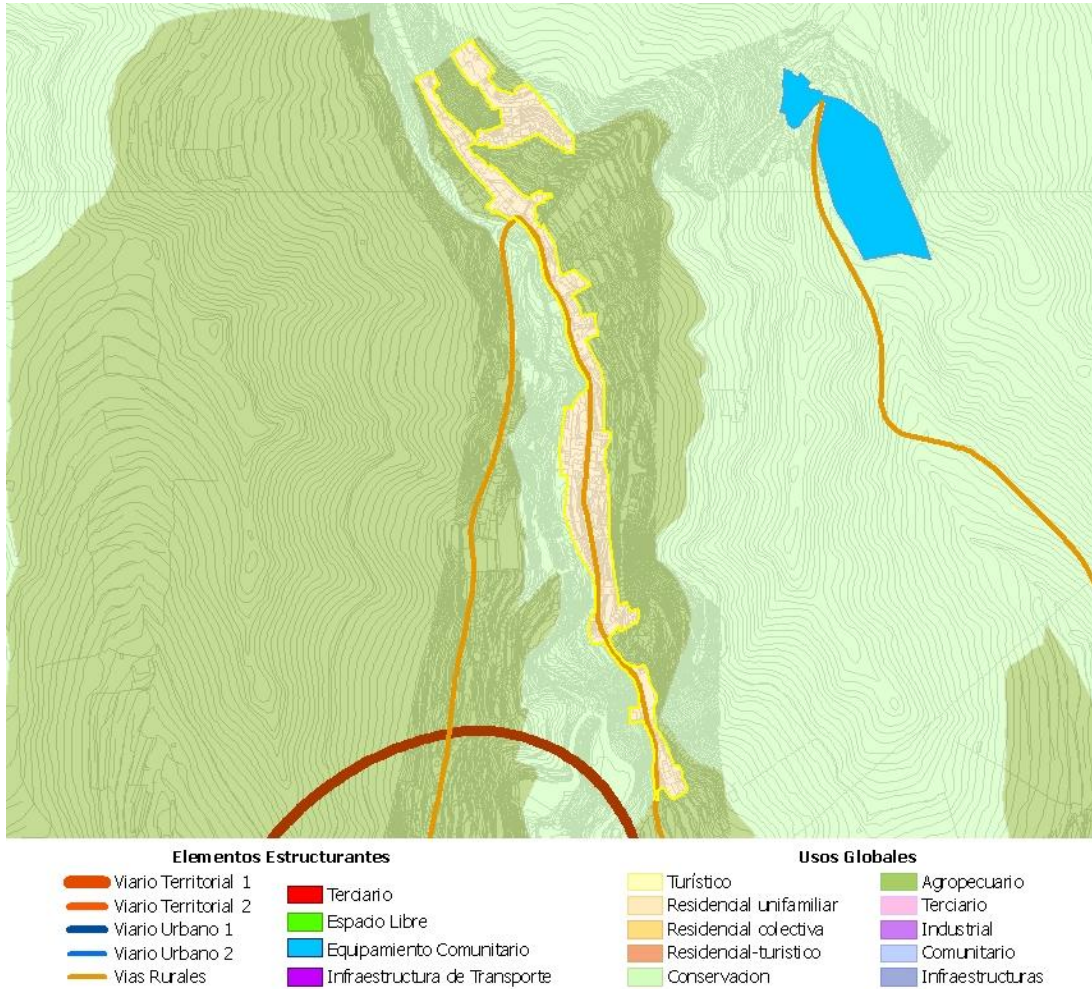 Elementos Estructurantes
Viario Territorial 1
Viario Territorial 2
Viario Urbano 1
Viario Urbano 2
Vias Rurales
Terciario
Espacio Libre
Equipamiento Comunitario
Infraestructura de Transporte
Usos Globales
Turístico
Residencial unifamiliar
Residencial colectiva
Residencial-turistico
Conservacion
Agropecuario
Terciario
Industrial
Comunitario
Infraestructuras